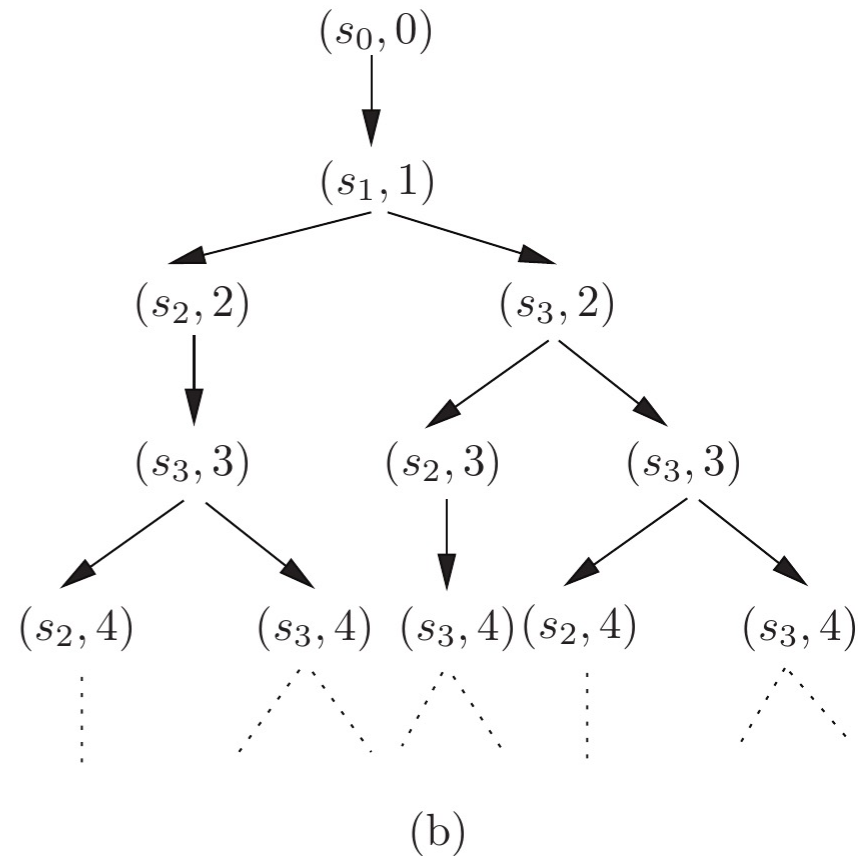 (s₀, 0)
(s₁, 1)
(s₂, 2) (s₃, 2)
(s₃, 3) (s₂, 3) (s₃, 3)
(s₂, 4) (s₃, 4) (s₃, 4) (s₂, 4) (s₃, 4)
(b)